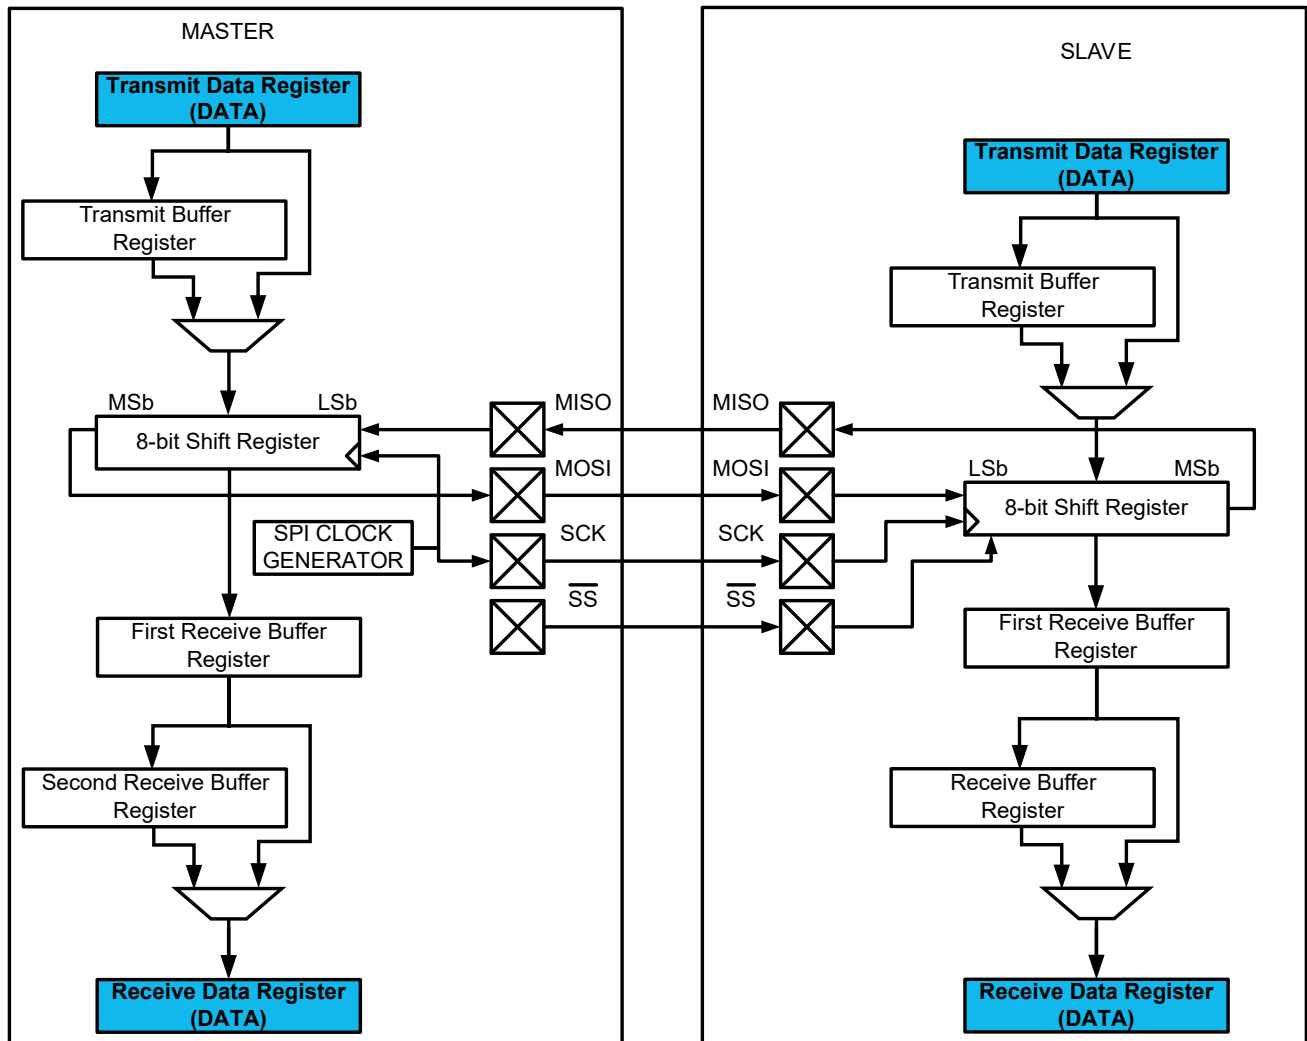 MASTER
Transmit Data Register
(DATA)
Transmit Buffer
Register
MSb
LSb
8-bit Shift Register
SPI CLOCK
GENERATOR
First Receive Buffer
Register
Second Receive Buffer
Register
Receive Data Register
(DATA)
MISO
MOSI
SCK
SS
SLAVE
MISO
MOSI
SCK
SS
Transmit Data Register
(DATA)
Transmit Buffer
Register
LSb
MSb
8-bit Shift Register
First Receive Buffer
Register
Receive Buffer
Register
Receive Data Register
(DATA)